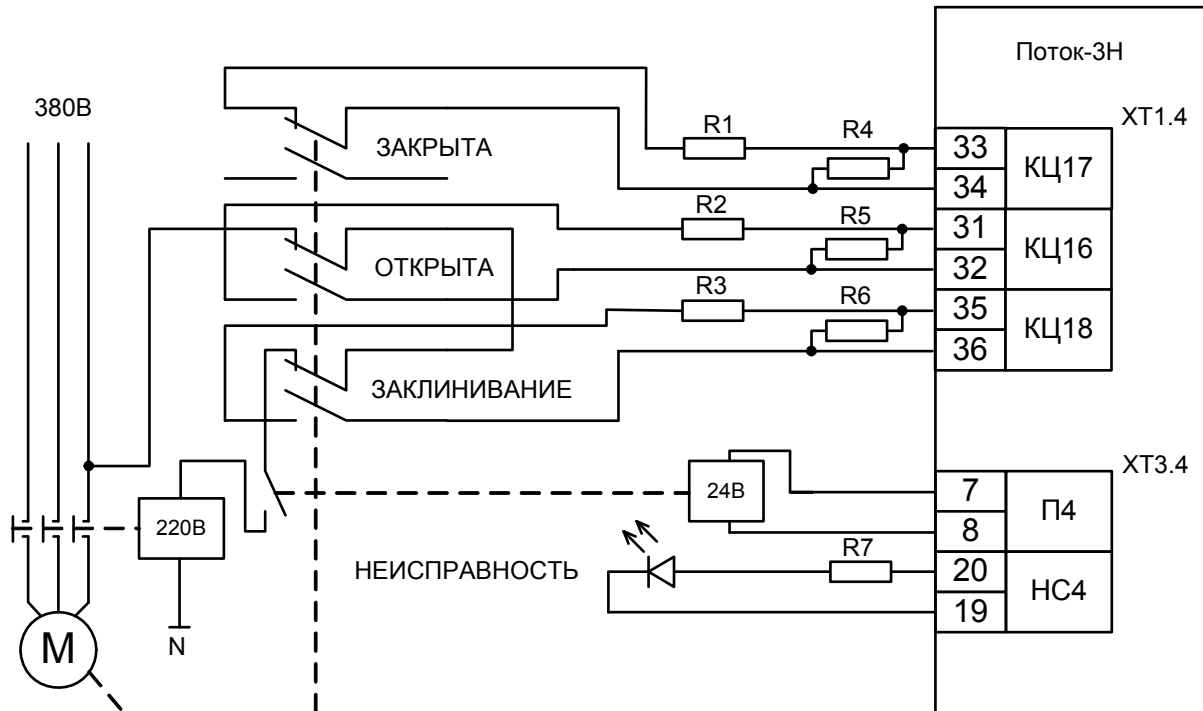 Поток-3Н
380В
XT1.4
ЗАКРЫТА
R1
R4
33
34
КЦ17
R2
R5
31
32
КЦ16
ОТКРЫТА
R3
R6
35
36
КЦ18
ЗАКЛИНИВАНИЕ
XT3.4
24В
7
8
П4
220В
НЕИСПРАВНОСТЬ
R7
20
19
НС4
N
М